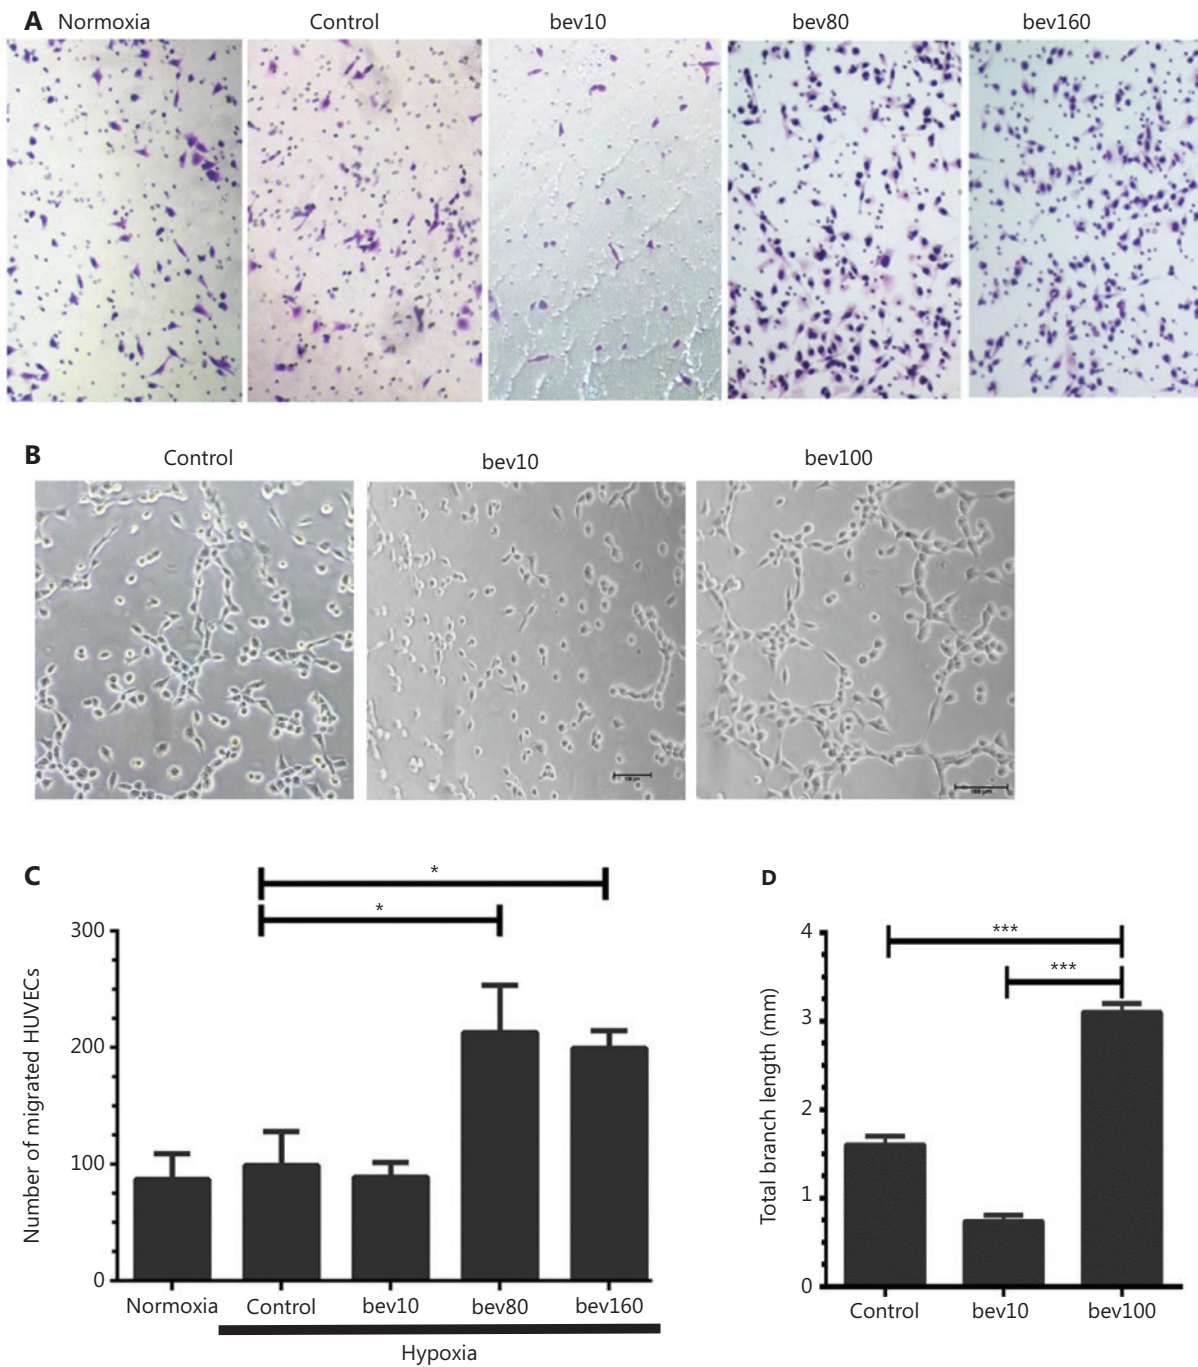 A Normoxia Control bev10 bev80 bev160
B Control bev10 bev100
C
*
*
300
200
100
0
Number of migrated HUVECs
Normoxia Control bev10 bev80 bev160
Hypoxia
D
***
***
4
3
2
1
0
Total branch length (mm)
Control bev10 bev100